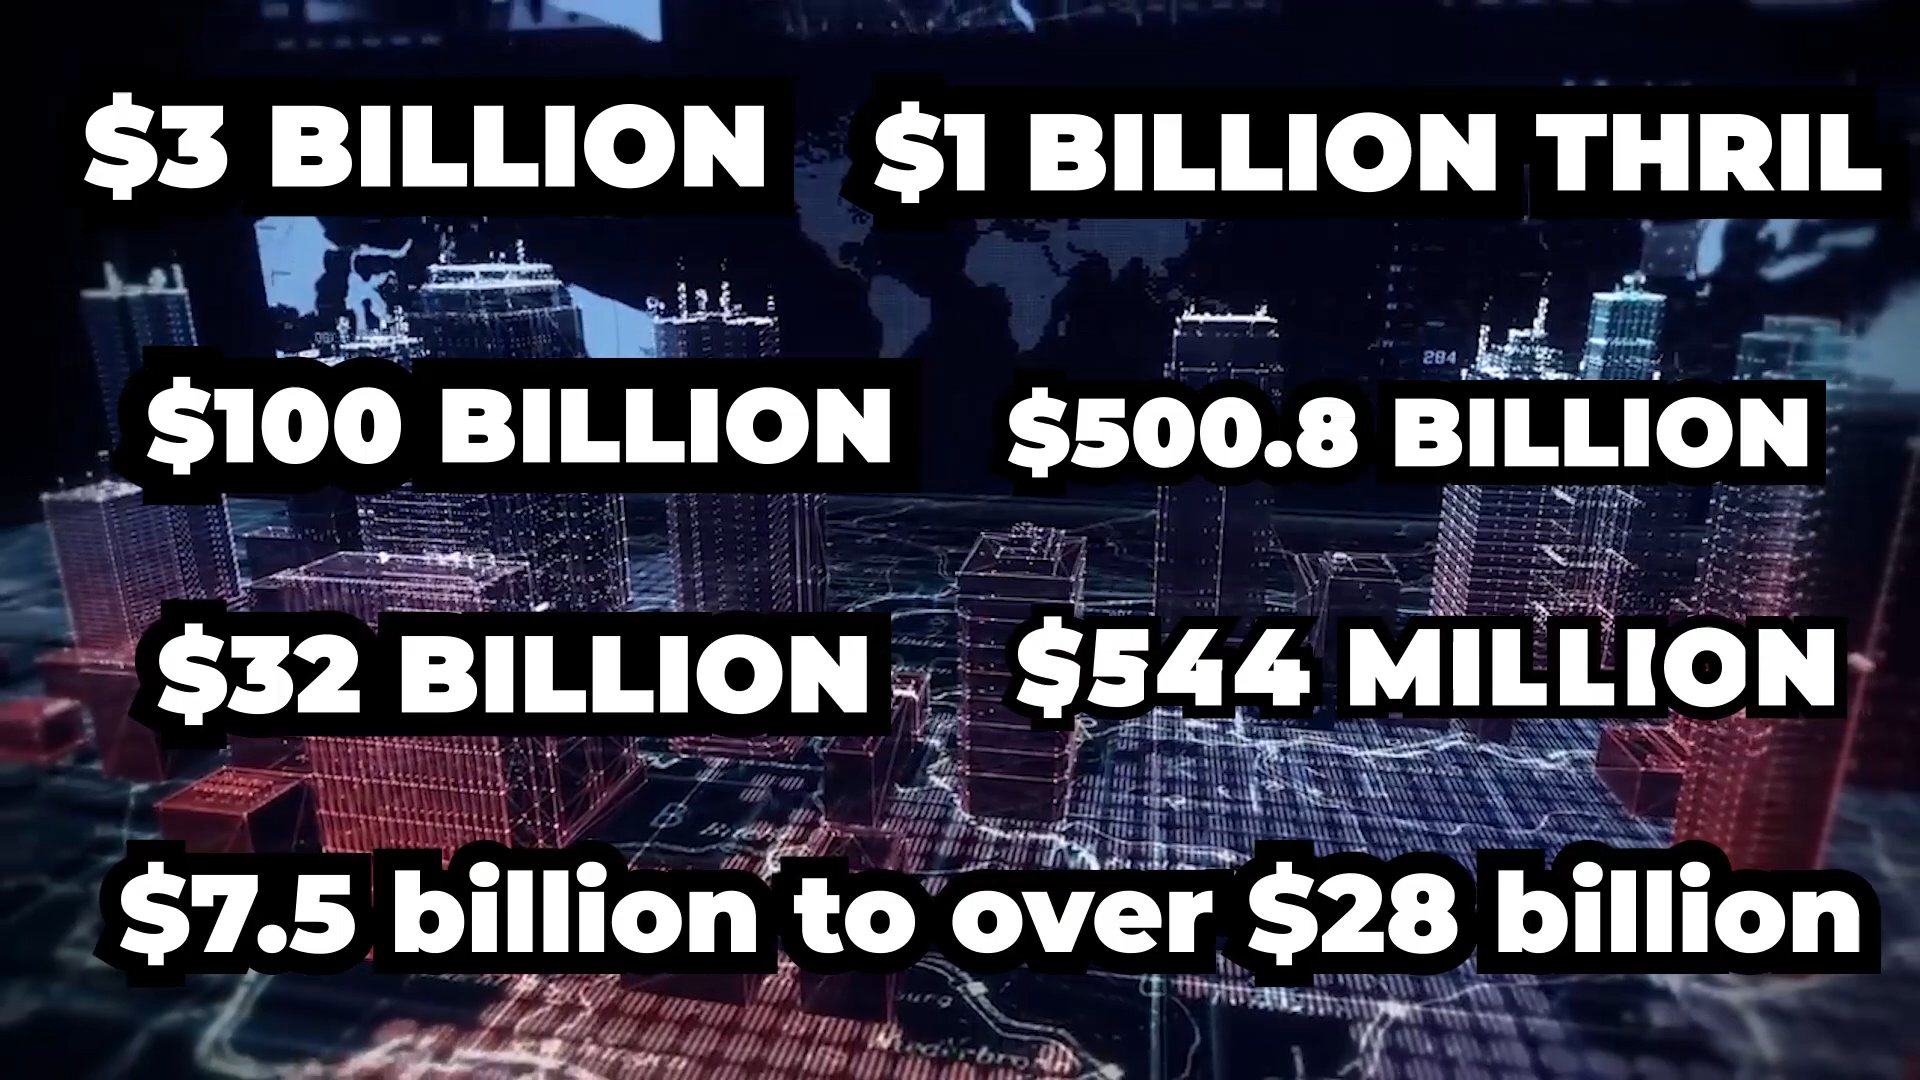 $3 BILLION $1 BILLION THRIL
$100 BILLION $500.8 BILLION
284
$32 BILLION $544 MILLION
$7.5 billion to over $28 billion